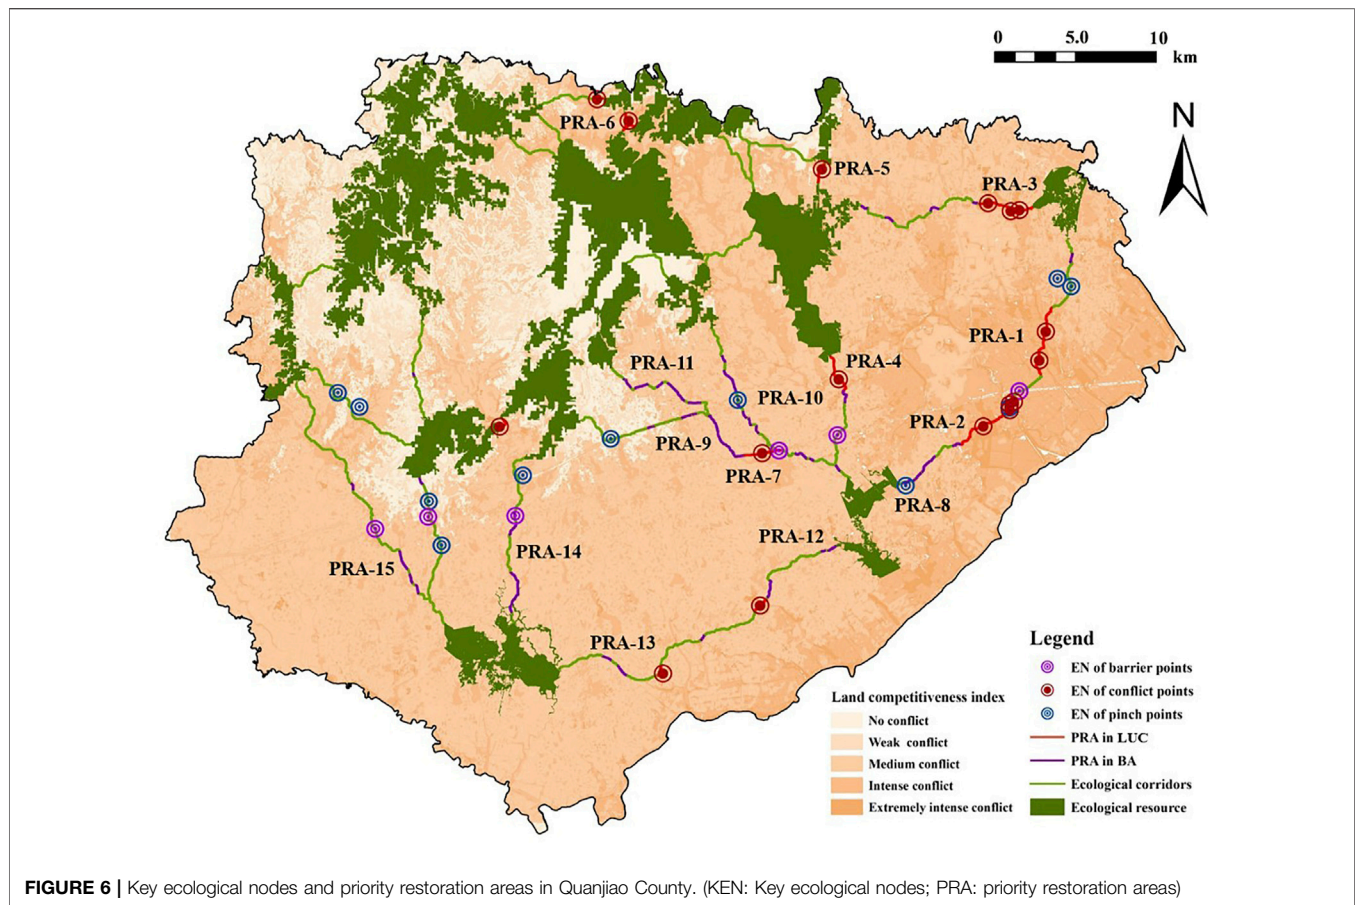 0 5.0 10
km
N
PRA-6
PRA-5
PRA-3
PRA-1
PRA-11
PRA-4
PRA-10
PRA-2
PRA-9
PRA-7
PRA-8
PRA-12
PRA-14
PRA-15
PRA-13
Legend
EN of barrier points
EN of conflict points
EN of pinch points
PRA in LUC
PRA in BA
Ecological corridors
Ecological resource
Land competitiveness index
No conflict
Weak conflict
Medium conflict
Intense conflict
Extremely intense conflict
FIGURE 6 | Key ecological nodes and priority restoration areas in Quanjiao County. (KEN: Key ecological nodes; PRA: priority restoration areas)